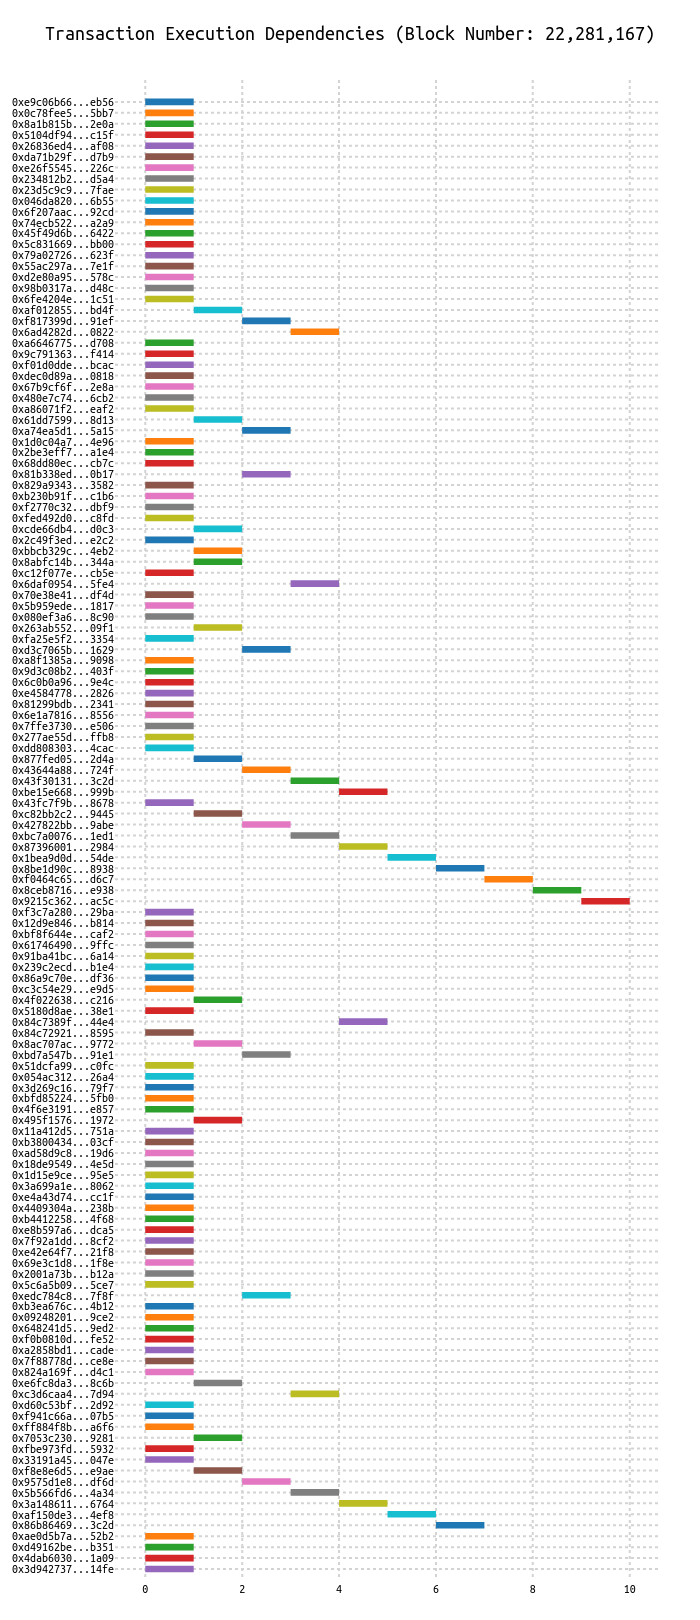 Transaction Execution Dependencies (Block Number: 22,281,167)
0xe9c06b66...eb56
0x0c78fee5...5bb7
0x8a1b815b...2e0a
0x5104df94...c15f
0x26836ed4...af08
0xda71b29f...d7b9
0xe26f5545...226c
0x234812b2...d5a4
0x23d5c9c9...7fae
0x046da820...6b55
0x6f207aac...92cd
0x74ecb522...a2a9
0x45f49d6b...6422
0x5c831669...bb00
0x79a02726...623f
0x55ac297a...7e1f
0xd2e80a95...578c
0x98b0317a...d48c
0x6fe4204e...1c51
0xaf012855...bd4f
0xf817399d...91ef
0x6ad4282d...0822
0xa6646775...d708
0x9c791363...f414
0xf01d0dde...bcac
0xdec0d89a...0818
0x67b9cf6f...2e8a
0x480e7c74...6cb2
0xa86071f2...eaf2
0x61dd7599...8d13
0xa74ea5d1...5a15
0x1d0c04a7...4e96
0x2be3eff7...a1e4
0x68dd80ec...cb7c
0x81b338ed...0b17
0x829a9343...3582
0xb230b91f...c1b6
0xf2770c32...dbf9
0xfed492d0...c8fd
0xcde66db4...d0c3
0x2c49f3ed...e2c2
0xbbcb329c...4eb2
0x8abfc14b...344a
0xc12f077e...cb5e
0x6daf0954...5fe4
0x70e38e41...df4d
0x5b959ede...1817
0x080ef3a6...8c90
0x263ab552...09f1
0xfa25e5f2...3354
0xd3c7065b...1629
0xa8f1385a...9098
0x9d3c08b2...403f
0x6c0b0a96...9e4c
0xe4584778...2826
0x81299bdb...2341
0x6e1a7816...8556
0x7ffe3730...e506
0x277ae55d...ffb8
0xdd808303...4cac
0x877fed05...2d4a
0x43644a88...724f
0x43f30131...3c2d
0xbe15e668...999b
0x43fc7f9b...8678
0xc82bb2c2...9445
0x427822bb...9abe
0xbc7a0076...1ed1
0x87396001...2984
0x1bea9d0d...54de
0x8be1d90c...8938
0xf0464c65...d6c7
0x8ceb8716...e938
0x9215c362...ac5c
0xf3c7a280...29ba
0x12d9e846...b814
0xbf8f644e...caf2
0x61746490...9ffc
0x91ba41bc...6a14
0x239c2ecd...b1e4
0x86a9c70e...df36
0xc3c54e29...e9d5
0x4f022638...c216
0x5180d8ae...38e1
0x84c7389f...44e4
0x84c72921...8595
0x8ac707ac...9772
0xbd7a547b...91e1
0x51dcfa99...c0fc
0x054ac312...26a4
0x3d269c16...79f7
0xbfd85224...5fb0
0x4f6e3191...e857
0x495f1576...1972
0x11a412d5...751a
0xb3800434...03cf
0xad58d9c8...19d6
0x18de9549...4e5d
0x1d15e9ce...95e5
0x3a699a1e...8062
0xe4a43d74...cc1f
0x4409304a...238b
0xb4412258...4f68
0xe8b597a6...dca5
0x7f92a1dd...8cf2
0xe42e64f7...21f8
0x69e3c1d8...1f8e
0x2001a73b...b12a
0x5c6a5b09...5ce7
0xedc784c8...7f8f
0xb3ea676c...4b12
0x09248201...9ce2
0x648241d5...9ed2
0xf0b0810d...fe52
0xa2858bd1...cade
0x7f88778d...ce8e
0x824a169f...d4c1
0xe6fc8da3...8c6b
0xc3d6caa4...7d94
0xd60c53bf...2d92
0xf941c66a...07b5
0xff884f8b...a6f6
0x7053c230...9281
0xfbe973fd...5932
0x33191a45...047e
0xf8e8e6d5...e9ae
0x9575d1e8...df6d
0x5b566fd6...4a34
0x3a148611...6764
0xaf150de3...4ef8
0x86b86469...3c2d
0xae0d5b7a...52b2
0xd49162be...b351
0x4dab6030...1a09
0x3d942737...14fe
0 2 4 6 8 10